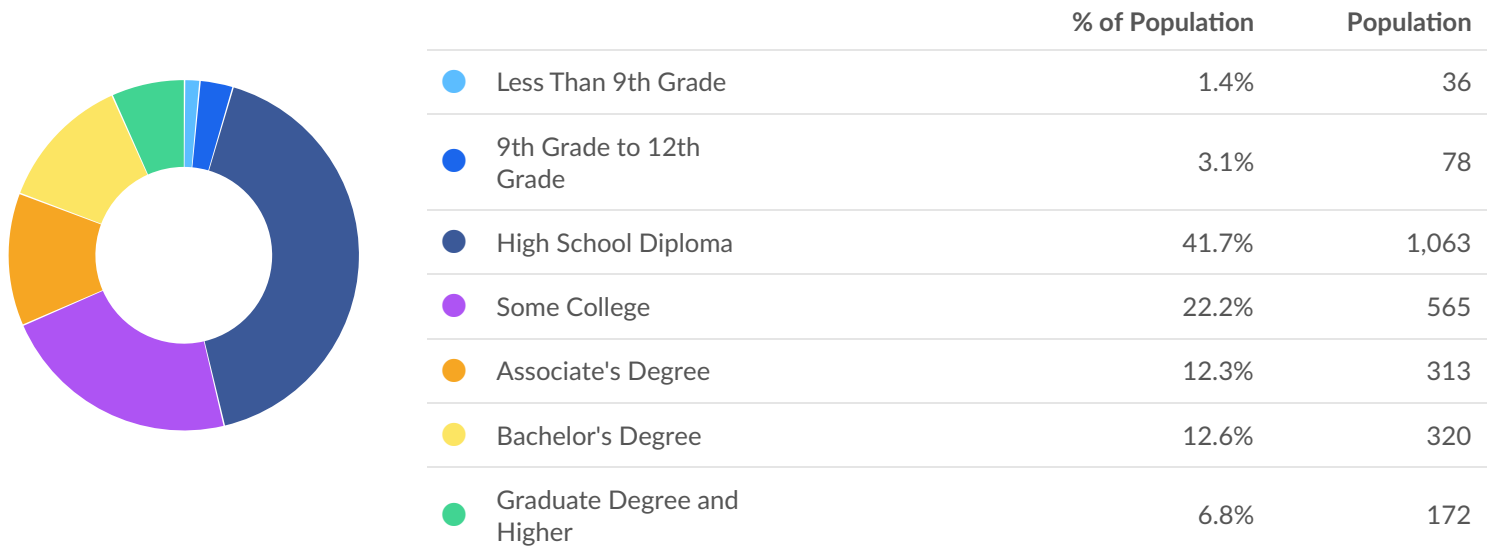 % of Population Population
Less Than 9th Grade 1.4% 36
9th Grade to 12th
Grade 3.1% 78
High School Diploma 41.7% 1,063
Some College 22.2% 565
Associate's Degree 12.3% 313
Bachelor's Degree 12.6% 320
Graduate Degree and
Higher 6.8% 172